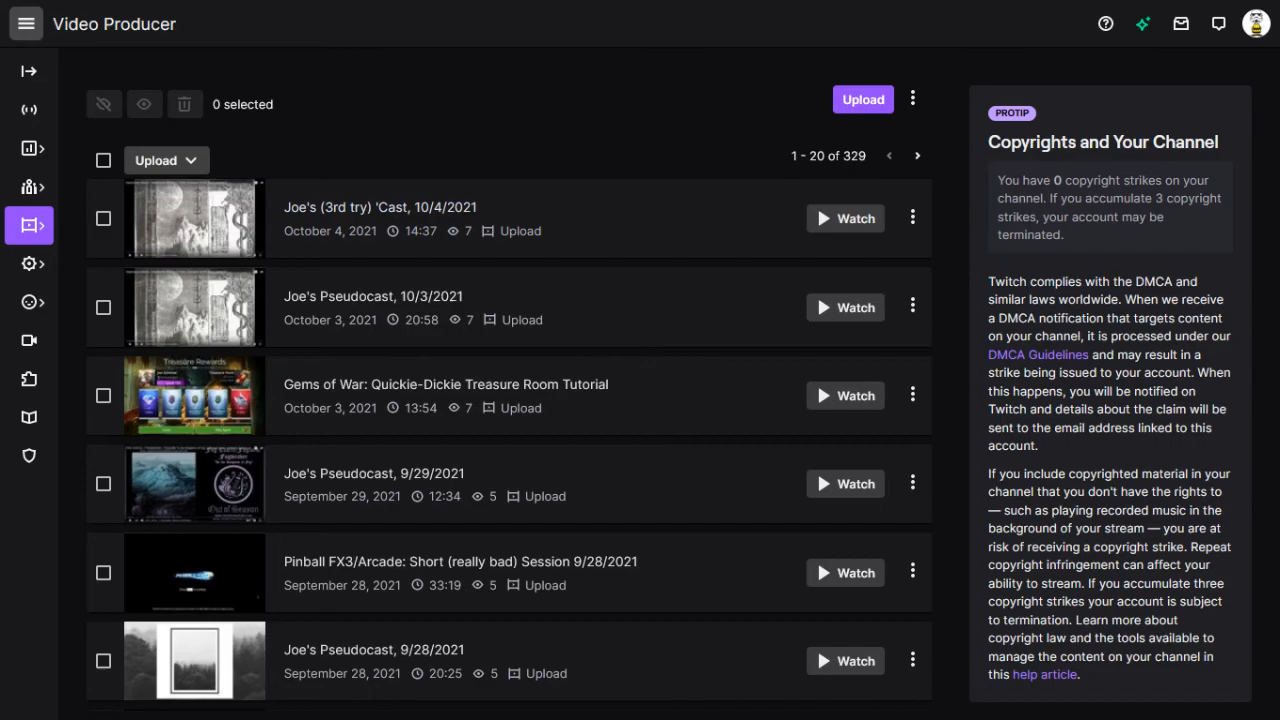 Video Producer
0 selected
Upload
Upload
1 - 20 of 329
Joe's (3rd try) 'Cast, 10/4/2021
October 4, 2021 14:37 7 Upload
Watch
Joe's Pseudocast, 10/3/2021
October 3, 2021 20:58 7 Upload
Watch
Treasure Rewards
Gems of War: Quickie-Dickie Treasure Room Tutorial
October 3, 2021 13:54 7 Upload
Watch
Out of Season
Joe's Pseudocast, 9/29/2021
September 29, 2021 12:34 5 Upload
Watch
Pinball FX3/Arcade: Short (really bad) Session 9/28/2021
September 28, 2021 33:19 5 Upload
Watch
Joe's Pseudocast, 9/28/2021
September 28, 2021 20:25 5 Upload
Watch
PROTIP
Copyrights and Your Channel
You have 0 copyright strikes on your
channel. If you accumulate 3 copyright
strikes, your account may be
terminated.
Twitch complies with the DMCA and
similar laws worldwide. When we receive
a DMCA notification that targets content
on your channel, it is processed under our
DMCA Guidelines and may result in a
strike being issued to your account. When
this happens, you will be notified on
Twitch and details about the claim will be
sent to the email address linked to this
account.
If you include copyrighted material in your
channel that you don't have the rights to
— such as playing recorded music in the
background of your stream — you are at
risk of receiving a copyright strike. Repeat
copyright infringement can affect your
ability to stream. If you accumulate three
copyright strikes your account is subject
to termination. Learn more about
copyright law and the tools available to
manage the content on your channel in
this help article.